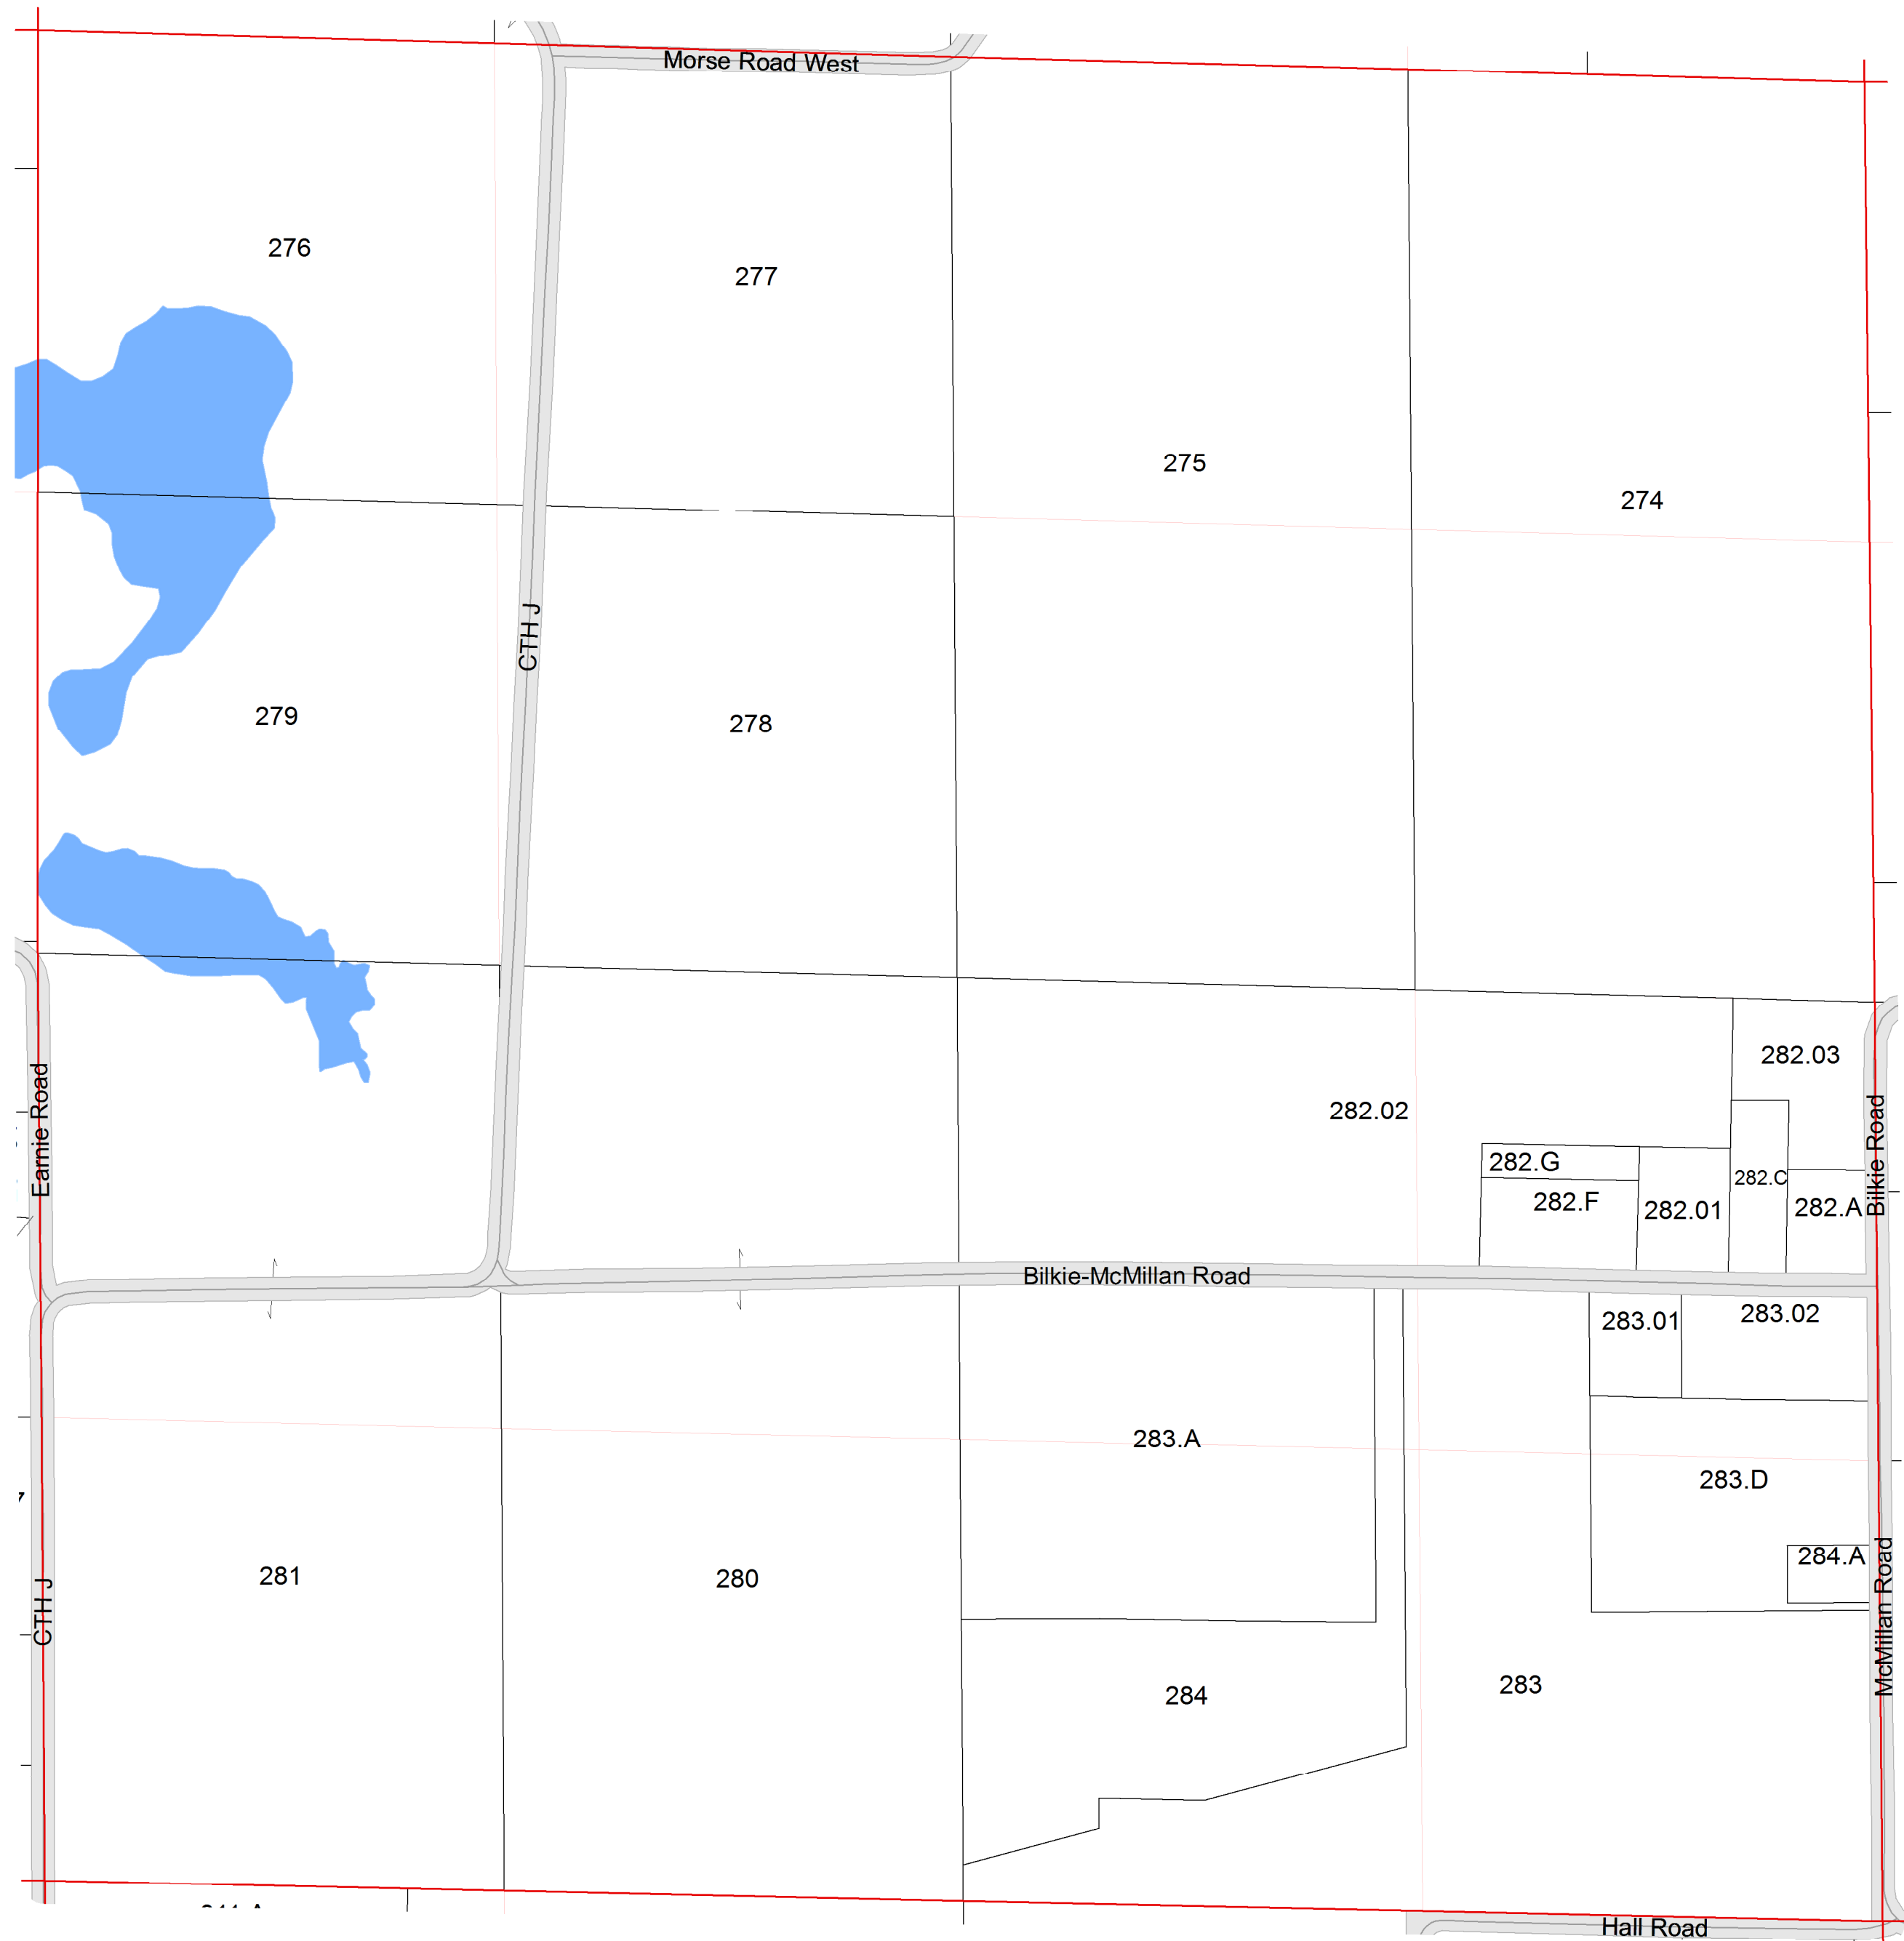 Morse Road West
276
277
275
274
CTH J
279
278
282.03
Earnie Road
282.02
Bilkie Road
282.G
282.C
282.F
282.01
282.A
Bilkie-McMillan Road
283.01
283.02
283.A
283.D
284.A
281
280
CTH J
McMillan Road
283
284
Hall Road